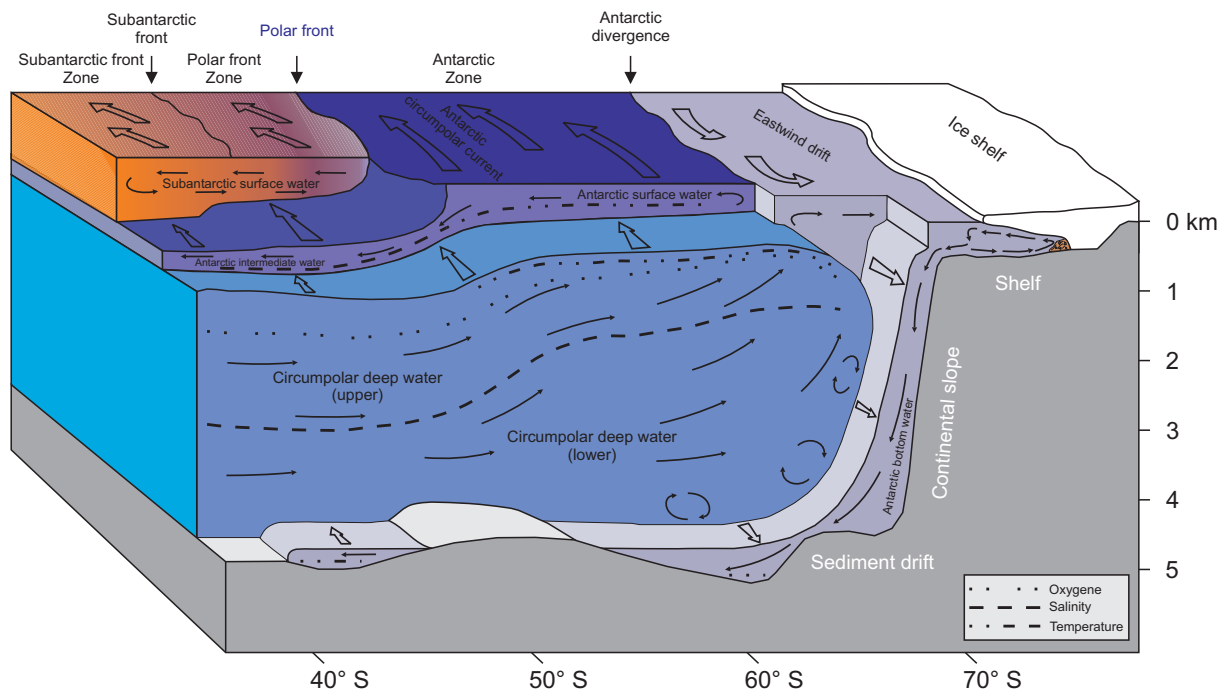 Subantarctic
front
Polar front
Antarctic
divergence
Subantarctic front
Zone
Polar front
Zone
Antarctic
Zone
Antarctic
circumpolar current
Eastwind drift
Ice shelf
Subantarctic surface water
Antarctic surface water
Antarctic intermediate water
0 km
Shelf
1
2
Circumpolar deep water
(upper)
3
Circumpolar deep water
(lower)
Antarctic bottom water
Continental slope
4
5
Sediment drift
Oxygene
Salinity
Temperature
40° S
50° S
60° S
70° S